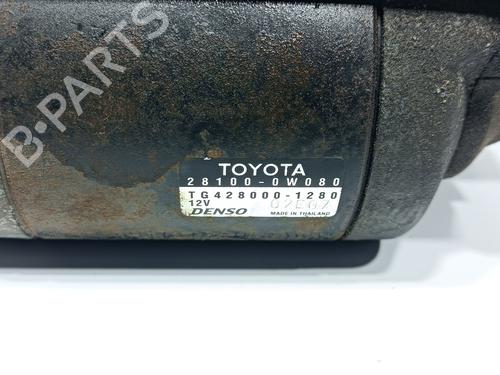 B-PARTS
TOYOTA
28100-0W080
TG428000-1280
12V
DENSO
MADE IN THAILAND